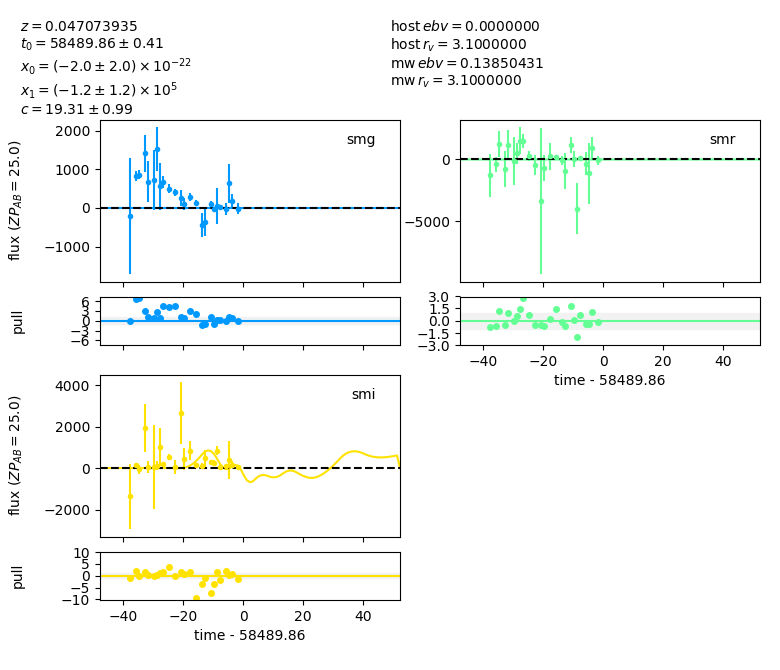 z = 0.047073935
t₀ = 58489.86 ± 0.41
x₀ = (−2.0 ± 2.0) × 10⁻²²
x₁ = (−1.2 ± 1.2) × 10⁵
c = 19.31 ± 0.99
host ebv = 0.0000000
host r_v = 3.1000000
mw ebv = 0.13850431
mw r_v = 3.1000000
flux (ZP_AB = 25.0)
2000
1000
0
−1000
smg
0
−5000
smr
pull
6
3
0
−3
−6
3.0
1.5
0.0
−1.5
−3.0
−40 −20 0 20 40
time - 58489.86
flux (ZP_AB = 25.0)
4000
2000
0
−2000
smi
pull
10
5
0
−5
−10
−40 −20 0 20 40
time - 58489.86